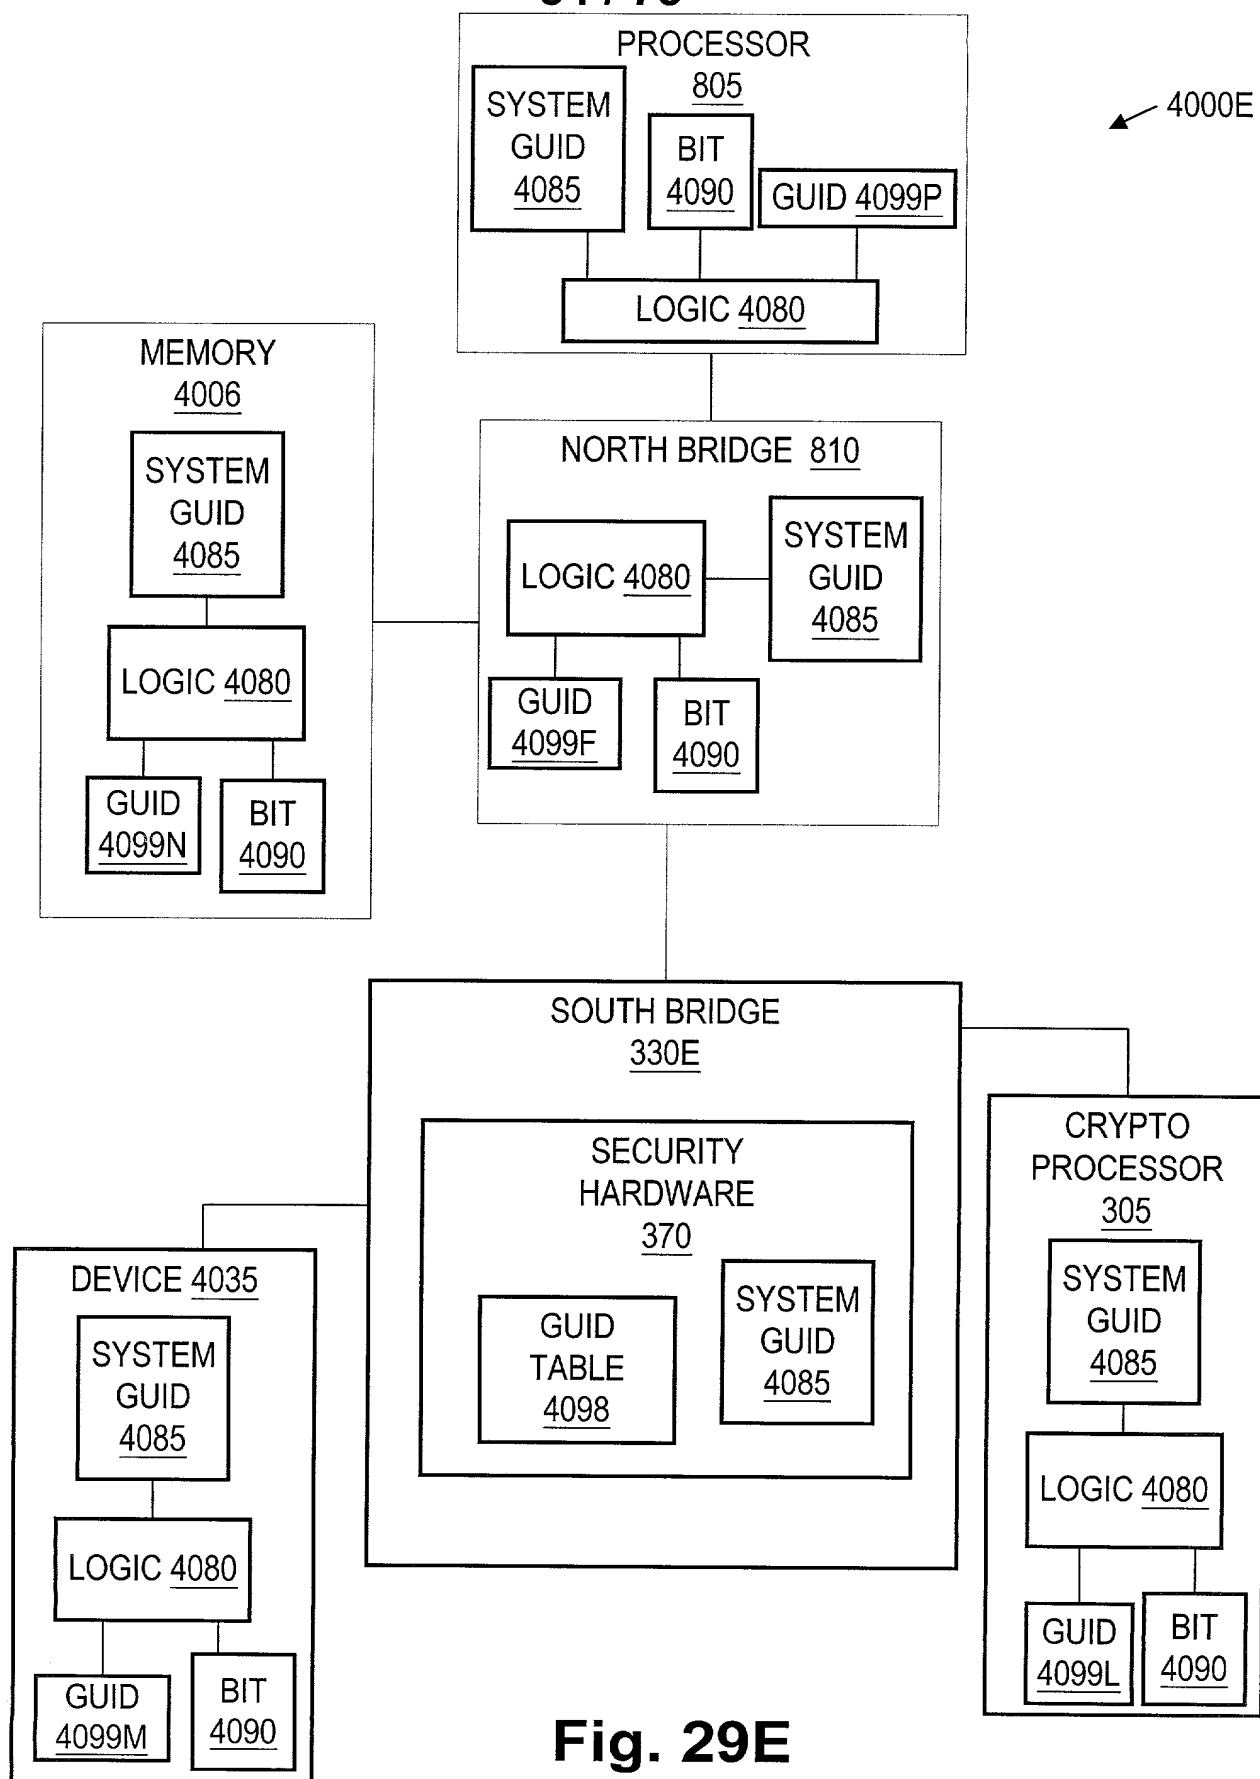 PROCESSOR
805
SYSTEM
GUID
4085
BIT
4090
GUID 4099P
LOGIC 4080
4000E
MEMORY
4006
SYSTEM
GUID
4085
LOGIC 4080
GUID
4099N
BIT
4090
NORTH BRIDGE 810
LOGIC 4080
SYSTEM
GUID
4085
GUID
4099F
BIT
4090
SOUTH BRIDGE
330E
SECURITY
HARDWARE
370
GUID
TABLE
4098
SYSTEM
GUID
4085
CRYPTO
PROCESSOR
305
SYSTEM
GUID
4085
LOGIC 4080
GUID
4099L
BIT
4090
DEVICE 4035
SYSTEM
GUID
4085
LOGIC 4080
GUID
4099M
BIT
4090
Fig. 29E